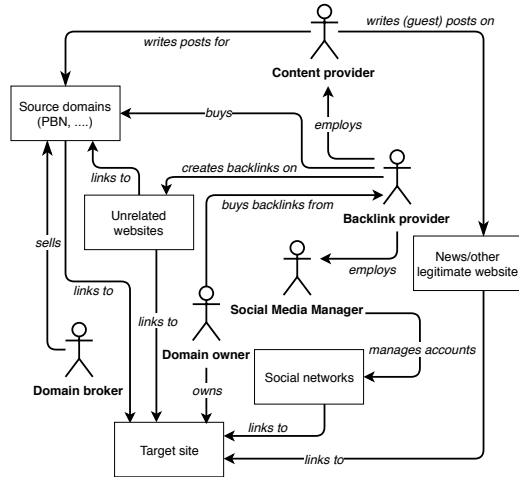 writes (guest) posts on
writes posts for
Content provider
Source domains
(PBN, ....)
buys
employs
links to
creates backlinks on
Unrelated
websites
buys backlinks from
Backlink provider
sells
News/other
legitimate website
employs
links to
Social Media Manager
links to
Domain owner
manages accounts
Domain broker
owns
Social networks
links to
Target site
links to